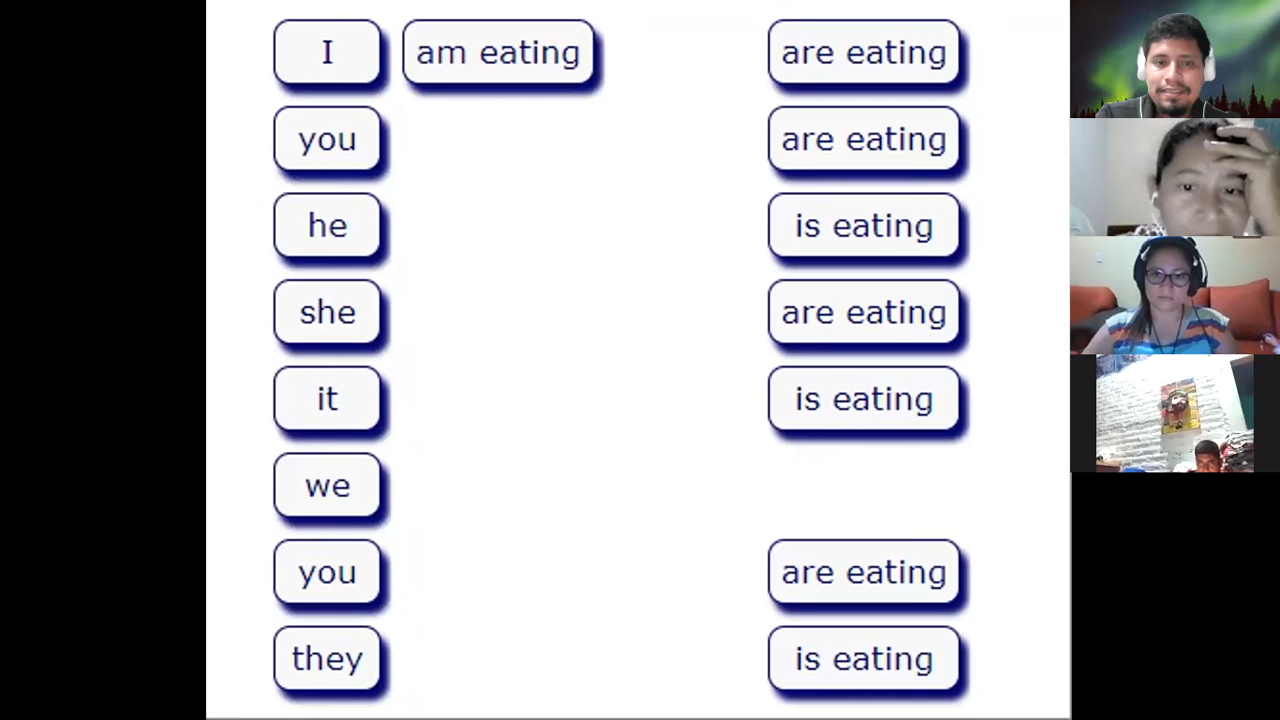 I am eating are eating
you are eating
he is eating
she are eating
it is eating
we
you are eating
they is eating